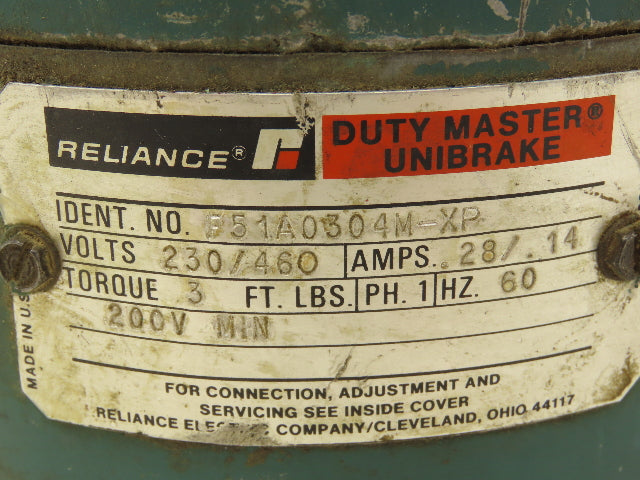 RELIANCE®
DUTY MASTER®
UNIBRAKE
IDENT. NO. F51A0304M-XP
VOLTS 230/460 AMPS .28/.14
TORQUE 3 FT. LBS. PH. 1 HZ. 60
200V MIN
MADE IN U.S.
FOR CONNECTION, ADJUSTMENT AND
SERVICING SEE INSIDE COVER
RELIANCE ELECTRIC COMPANY/CLEVELAND, OHIO 44117